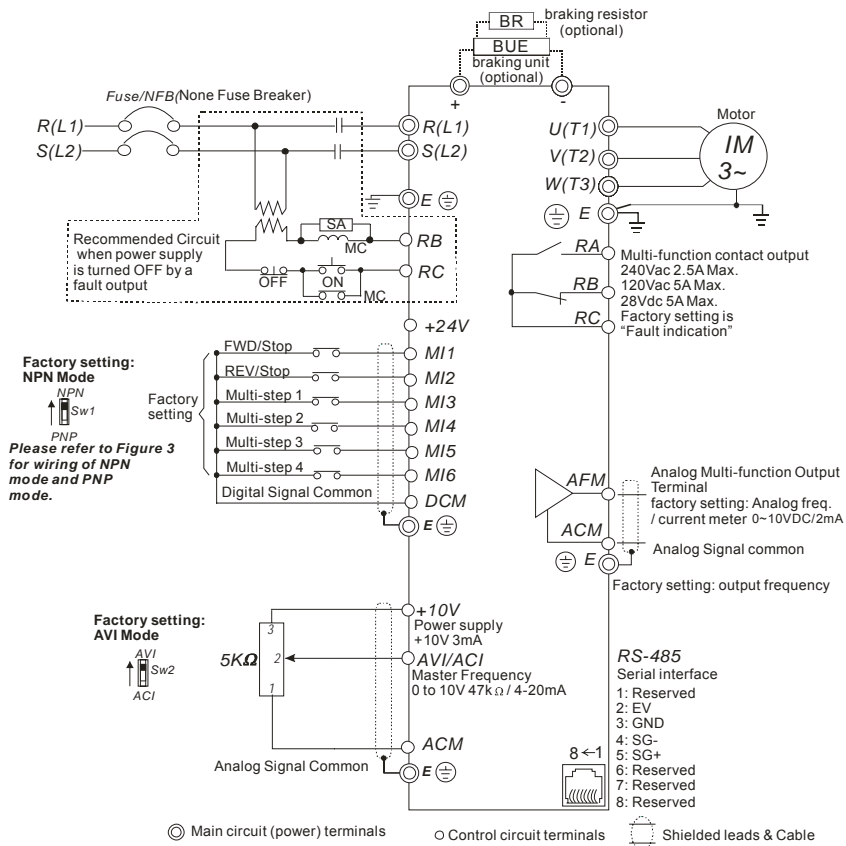 BR
braking resistor
(optional)
BUE
braking unit
(optional)
+
-
Fuse/NFB(None Fuse Breaker)
R(L1)
S(L2)
R(L1)
S(L2)
E
Recommended Circuit
when power supply
is turned OFF by a
fault output
SA
MC
OFF
ON
MC
RB
RC
U(T1)
V(T2)
W(T3)
E
Motor
IM
3~
RA
RB
RC
Multi-function contact output
240Vac 2.5A Max.
120Vac 5A Max.
28Vdc 5A Max.
Factory setting is
“Fault indication”
+24V
Factory setting:
NPN Mode
NPN
Sw1
PNP
Please refer to Figure 3
for wiring of NPN
mode and PNP
mode.
Factory
setting
FWD/Stop
MI1
REV/Stop
MI2
Multi-step 1
MI3
Multi-step 2
MI4
Multi-step 3
MI5
Multi-step 4
MI6
Digital Signal Common
DCM
E
AFM
ACM
E
Analog Multi-function Output
Terminal
factory setting: Analog freq.
/ current meter 0~10VDC/2mA
Analog Signal common
Factory setting: output frequency
Factory setting:
AVI Mode
AVI
Sw2
ACI
5KΩ
3
2
1
+10V
Power supply
+10V 3mA
AVI/ACI
Master Frequency
0 to 10V 47kΩ / 4-20mA
ACM
Analog Signal Common
E
RS-485
Serial interface
1: Reserved
2: EV
3: GND
4: SG-
5: SG+
6: Reserved
7: Reserved
8: Reserved
8←1
Main circuit (power) terminals
Control circuit terminals
Shielded leads & Cable